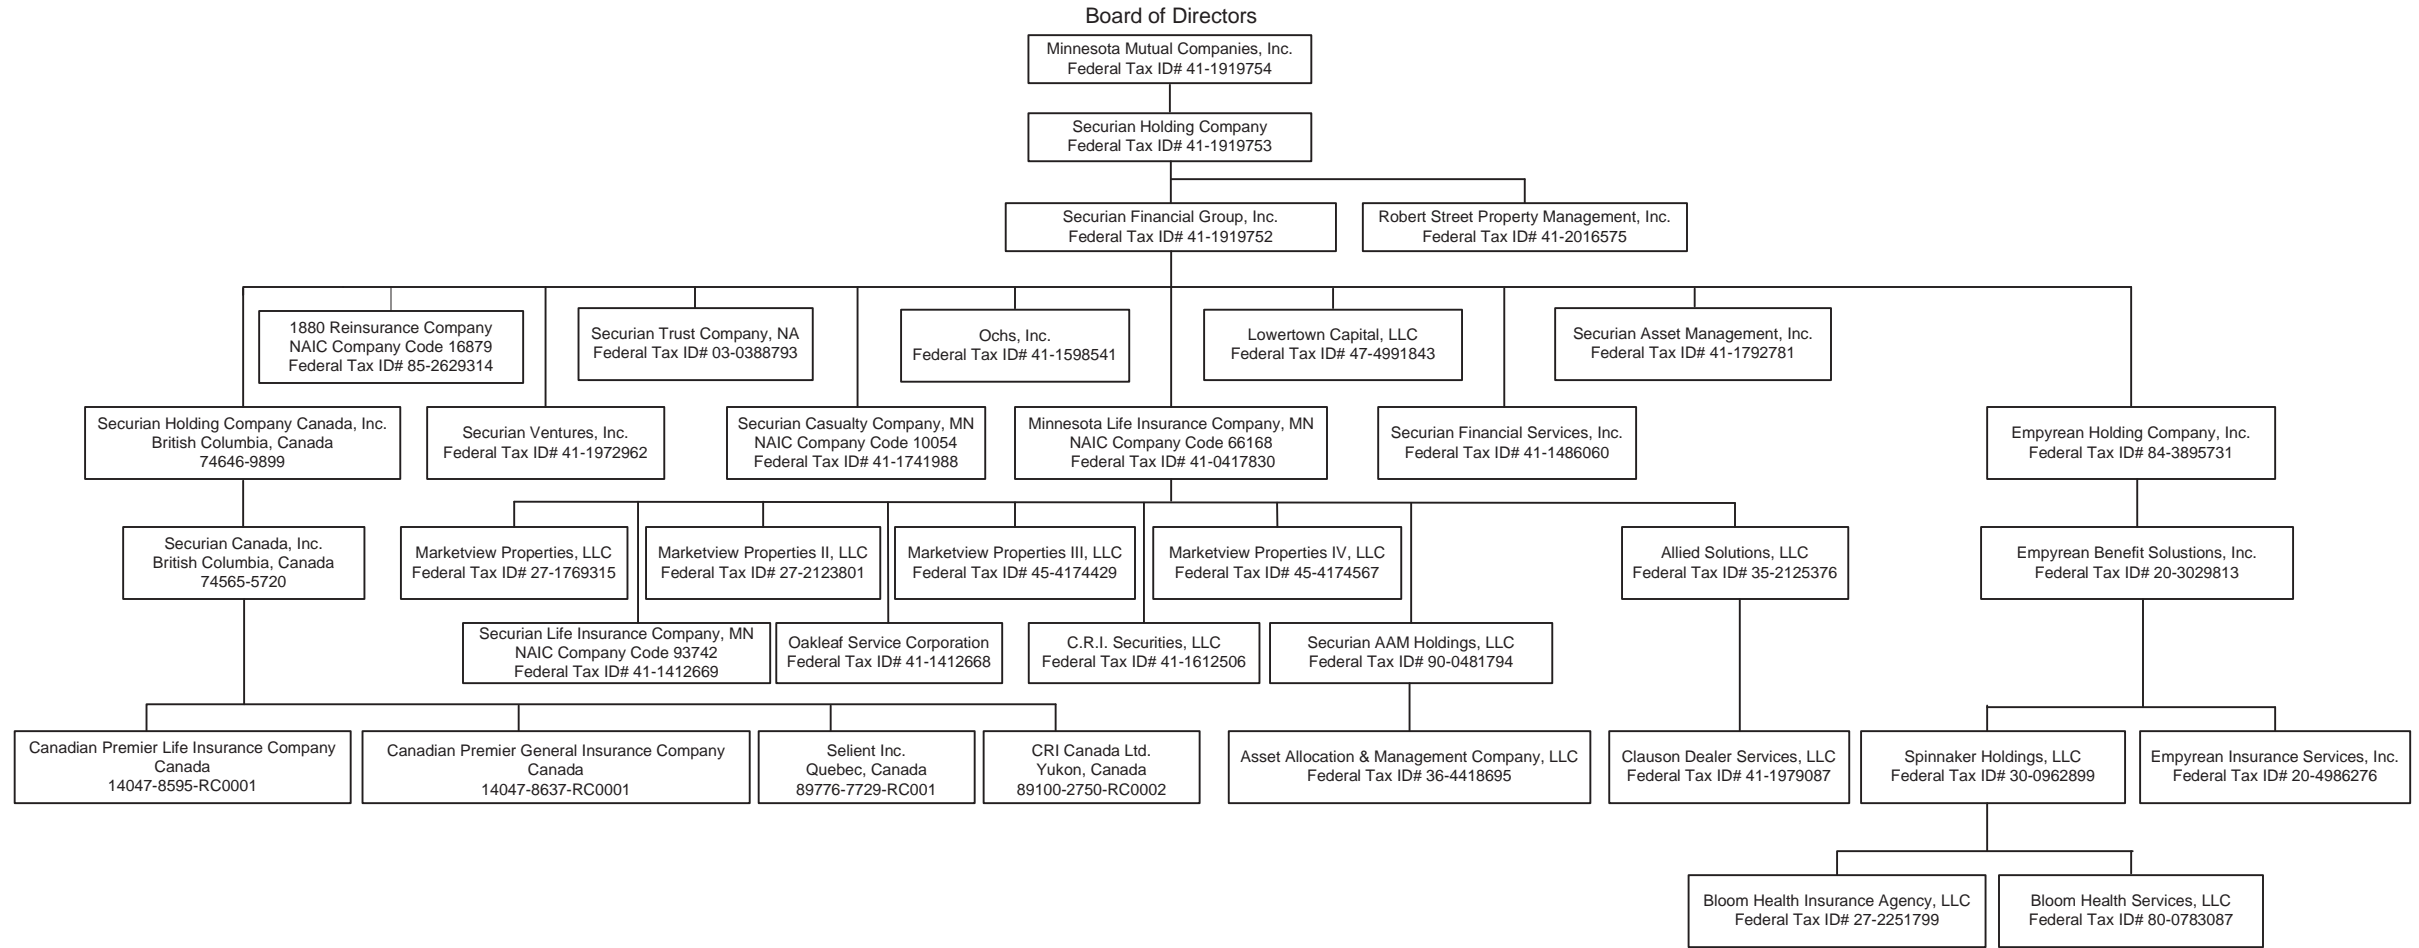 Board of Directors
Minnesota Mutual Companies, Inc.
Federal Tax ID# 41-1919754
Securian Holding Company
Federal Tax ID# 41-1919753
Securian Financial Group, Inc.
Federal Tax ID# 41-1919752
Robert Street Property Management, Inc.
Federal Tax ID# 41-2016575
1880 Reinsurance Company
NAIC Company Code 16879
Federal Tax ID# 85-2629314
Securian Trust Company, NA
Federal Tax ID# 03-0388793
Ochs, Inc.
Federal Tax ID# 41-1598541
Lowertown Capital, LLC
Federal Tax ID# 47-4991843
Securian Asset Management, Inc.
Federal Tax ID# 41-1792781
Securian Holding Company Canada, Inc.
British Columbia, Canada
74646-9899
Securian Ventures, Inc.
Federal Tax ID# 41-1972962
Securian Casualty Company, MN
NAIC Company Code 10054
Federal Tax ID# 41-1741988
Minnesota Life Insurance Company, MN
NAIC Company Code 66168
Federal Tax ID# 41-0417830
Securian Financial Services, Inc.
Federal Tax ID# 41-1486060
Empyrean Holding Company, Inc.
Federal Tax ID# 84-3895731
Securian Canada, Inc.
British Columbia, Canada
74565-5720
Marketview Properties, LLC
Federal Tax ID# 27-1769315
Marketview Properties II, LLC
Federal Tax ID# 27-2123801
Marketview Properties III, LLC
Federal Tax ID# 45-4174429
Marketview Properties IV, LLC
Federal Tax ID# 45-4174567
Allied Solutions, LLC
Federal Tax ID# 35-2125376
Empyrean Benefit Solustions, Inc.
Federal Tax ID# 20-3029813
Securian Life Insurance Company, MN
NAIC Company Code 93742
Federal Tax ID# 41-1412669
Oakleaf Service Corporation
Federal Tax ID# 41-1412668
C.R.I. Securities, LLC
Federal Tax ID# 41-1612506
Securian AAM Holdings, LLC
Federal Tax ID# 90-0481794
Canadian Premier Life Insurance Company
Canada
14047-8595-RC0001
Canadian Premier General Insurance Company
Canada
14047-8637-RC0001
Selient Inc.
Quebec, Canada
89776-7729-RC001
CRI Canada Ltd.
Yukon, Canada
89100-2750-RC0002
Asset Allocation & Management Company, LLC
Federal Tax ID# 36-4418695
Clauson Dealer Services, LLC
Federal Tax ID# 41-1979087
Spinnaker Holdings, LLC
Federal Tax ID# 30-0962899
Empyrean Insurance Services, Inc.
Federal Tax ID# 20-4986276
Bloom Health Insurance Agency, LLC
Federal Tax ID# 27-2251799
Bloom Health Services, LLC
Federal Tax ID# 80-0783087